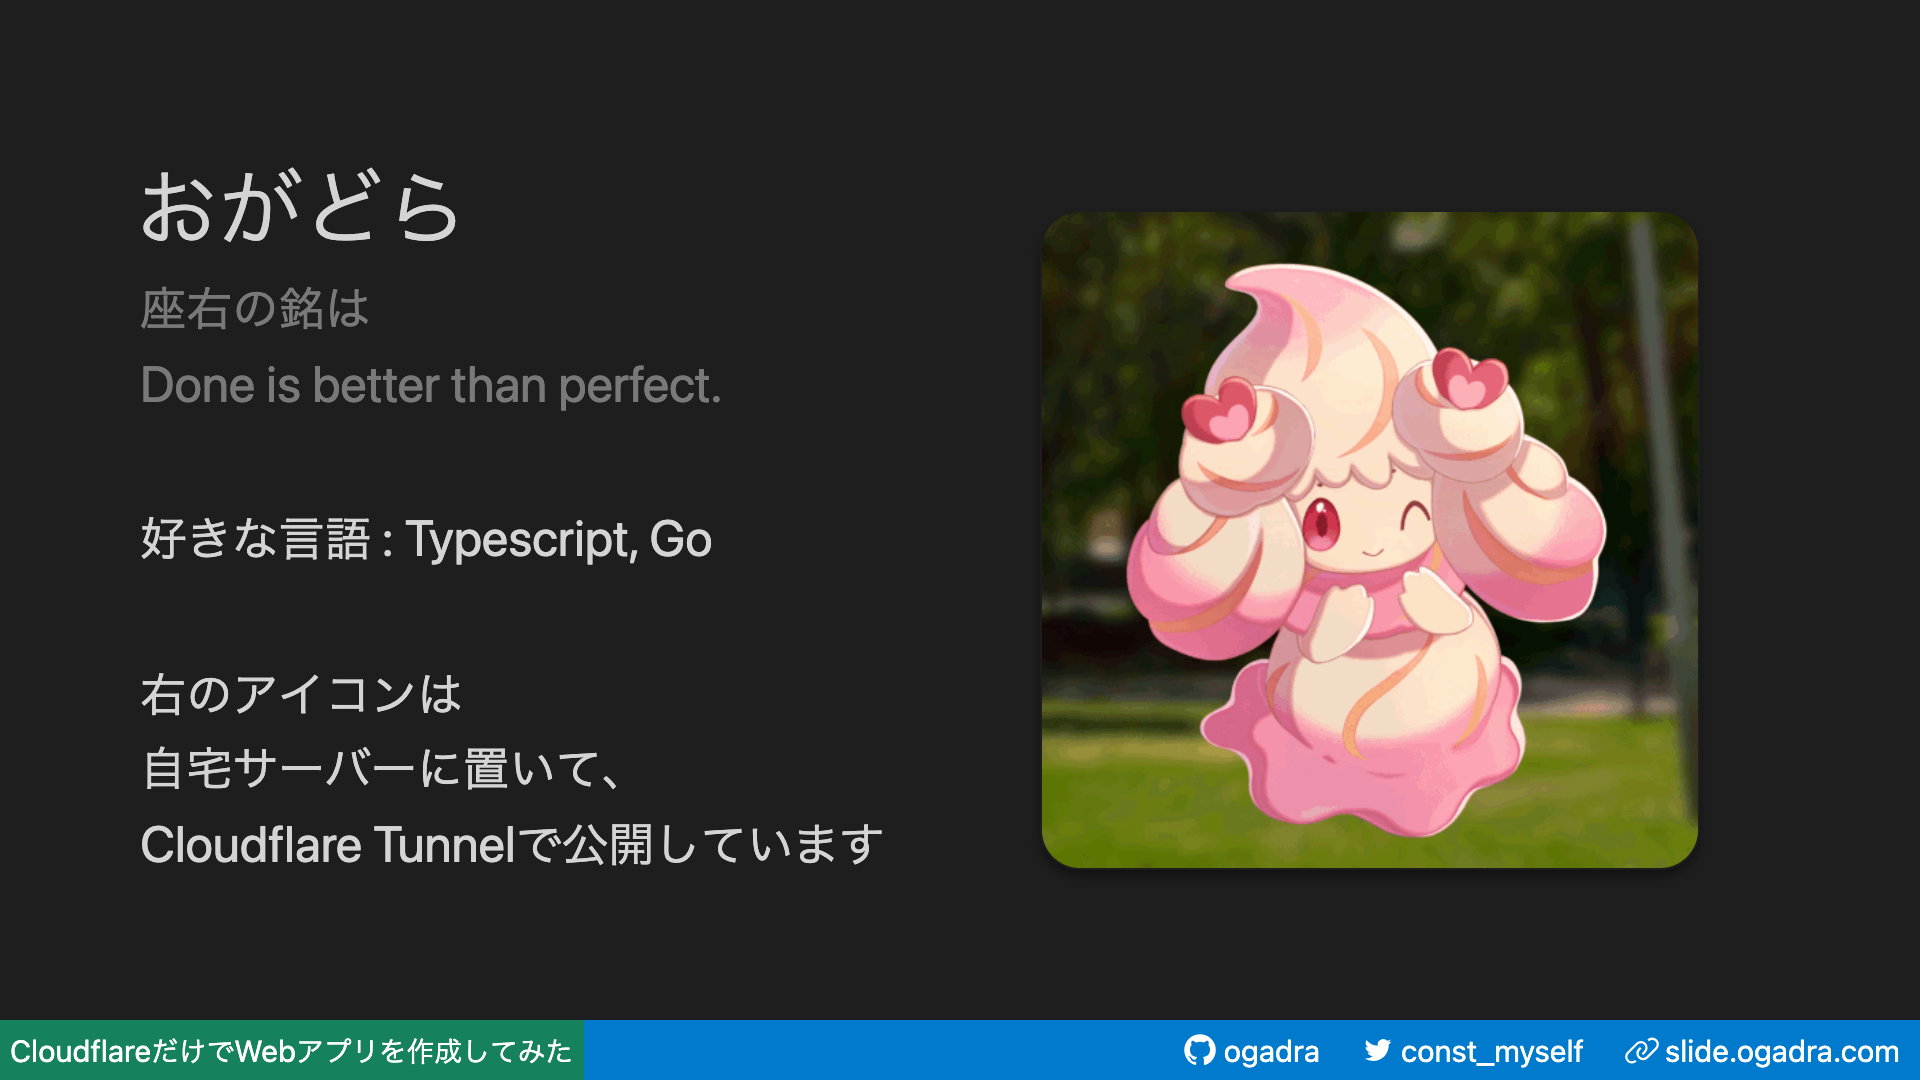 おがどら
座右の銘は
Done is better than perfect.
好きな言語 : Typescript, Go
右のアイコンは
自宅サーバーに置いて、
Cloudflare Tunnelで公開しています
CloudflareだけでWebアプリを作成してみた
ogadra
const_myself
slide.ogadra.com